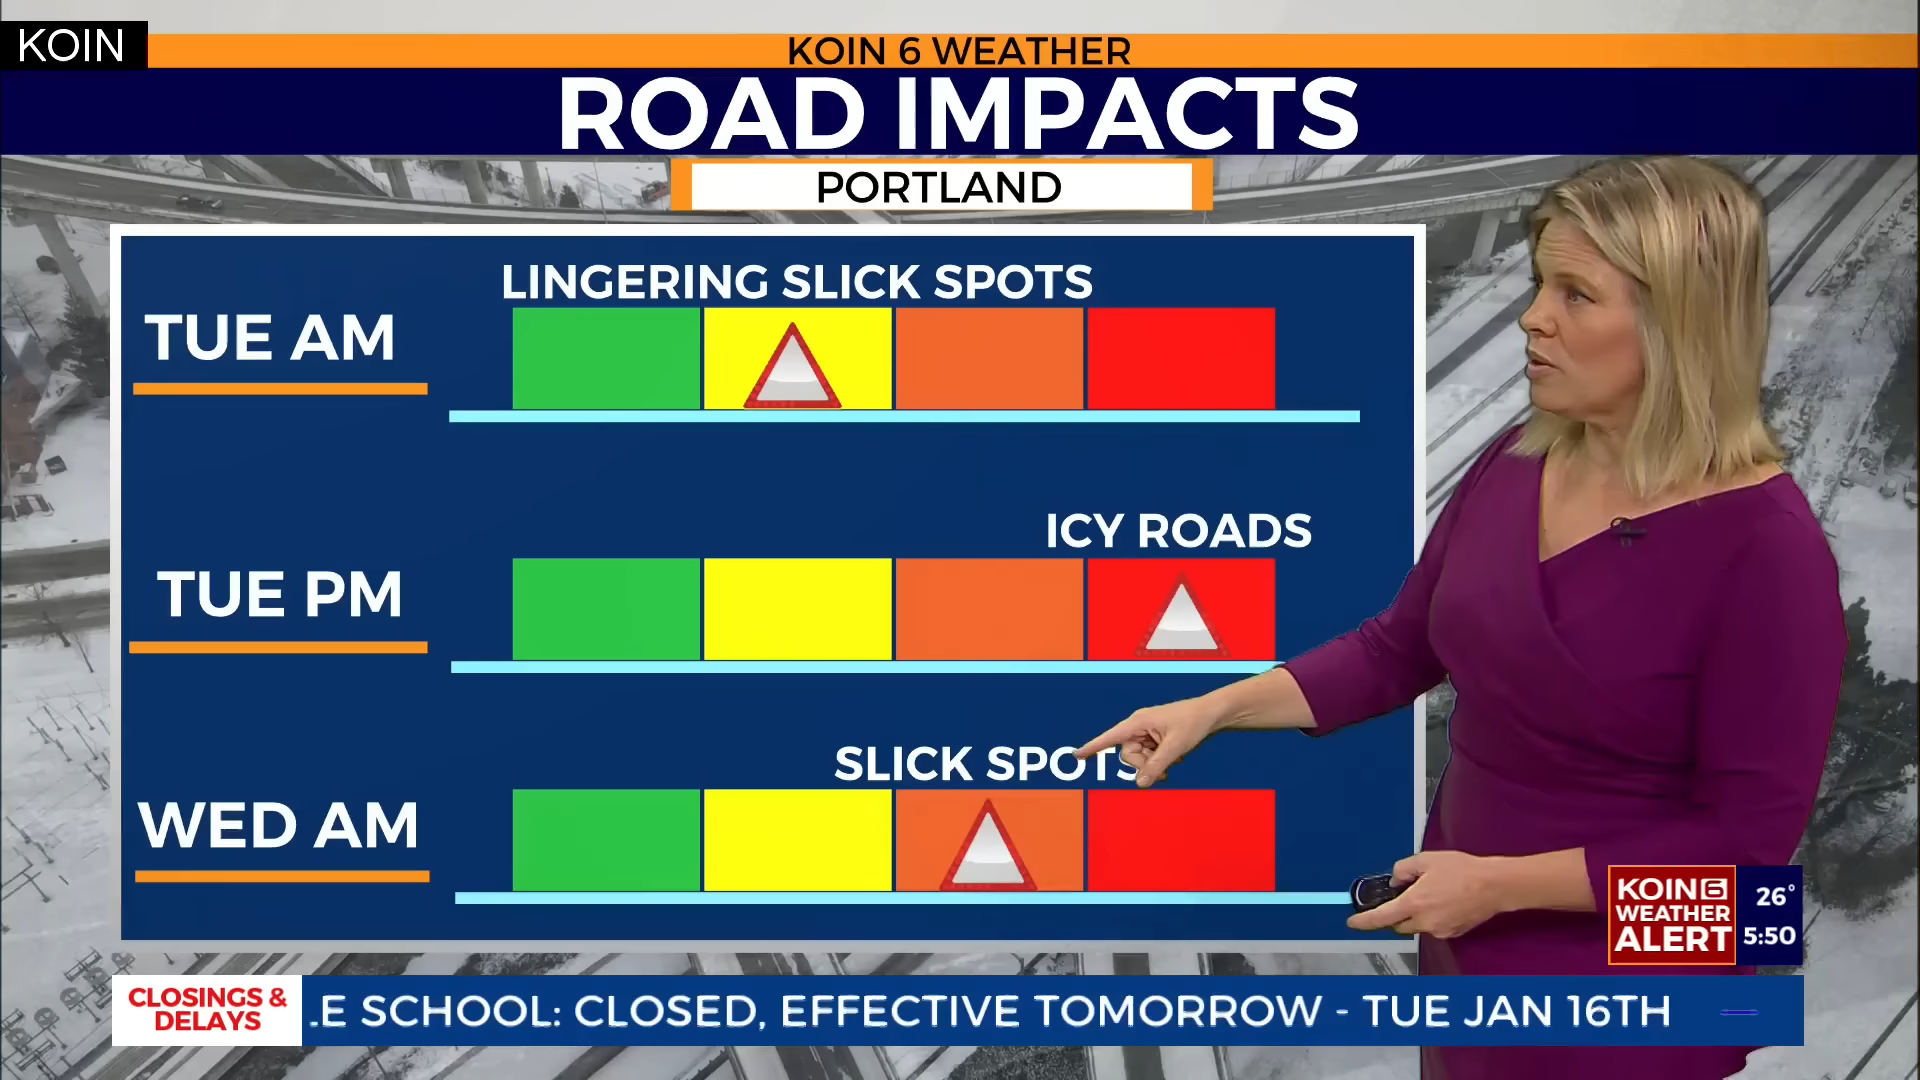 KOIN
KOIN 6 WEATHER
ROAD IMPACTS
PORTLAND
LINGERING SLICK SPOTS
TUE AM
ICY ROADS
TUE PM
SLICK SPOTS
WED AM
KOIN 6
WEATHER
ALERT
26°
5:50
CLOSINGS &
DELAYS
.E SCHOOL: CLOSED, EFFECTIVE TOMORROW - TUE JAN 16TH